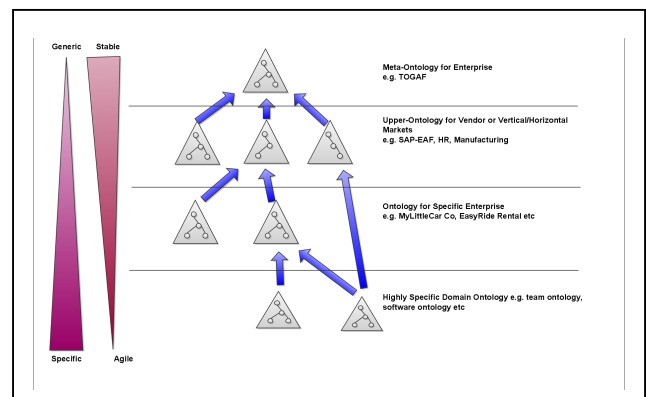 Generic Stable
Meta-Ontology for Enterprise
e.g. TOGAF
Upper-Ontology for Vendor or Vertical/Horizontal
Markets
e.g. SAP-EAF, HR, Manufacturing
Ontology for Specific Enterprise
e.g. MyLittleCar Co, EasyRide Rental etc
Highly Specific Domain Ontology e.g. team ontology,
software ontology etc
Specific Agile